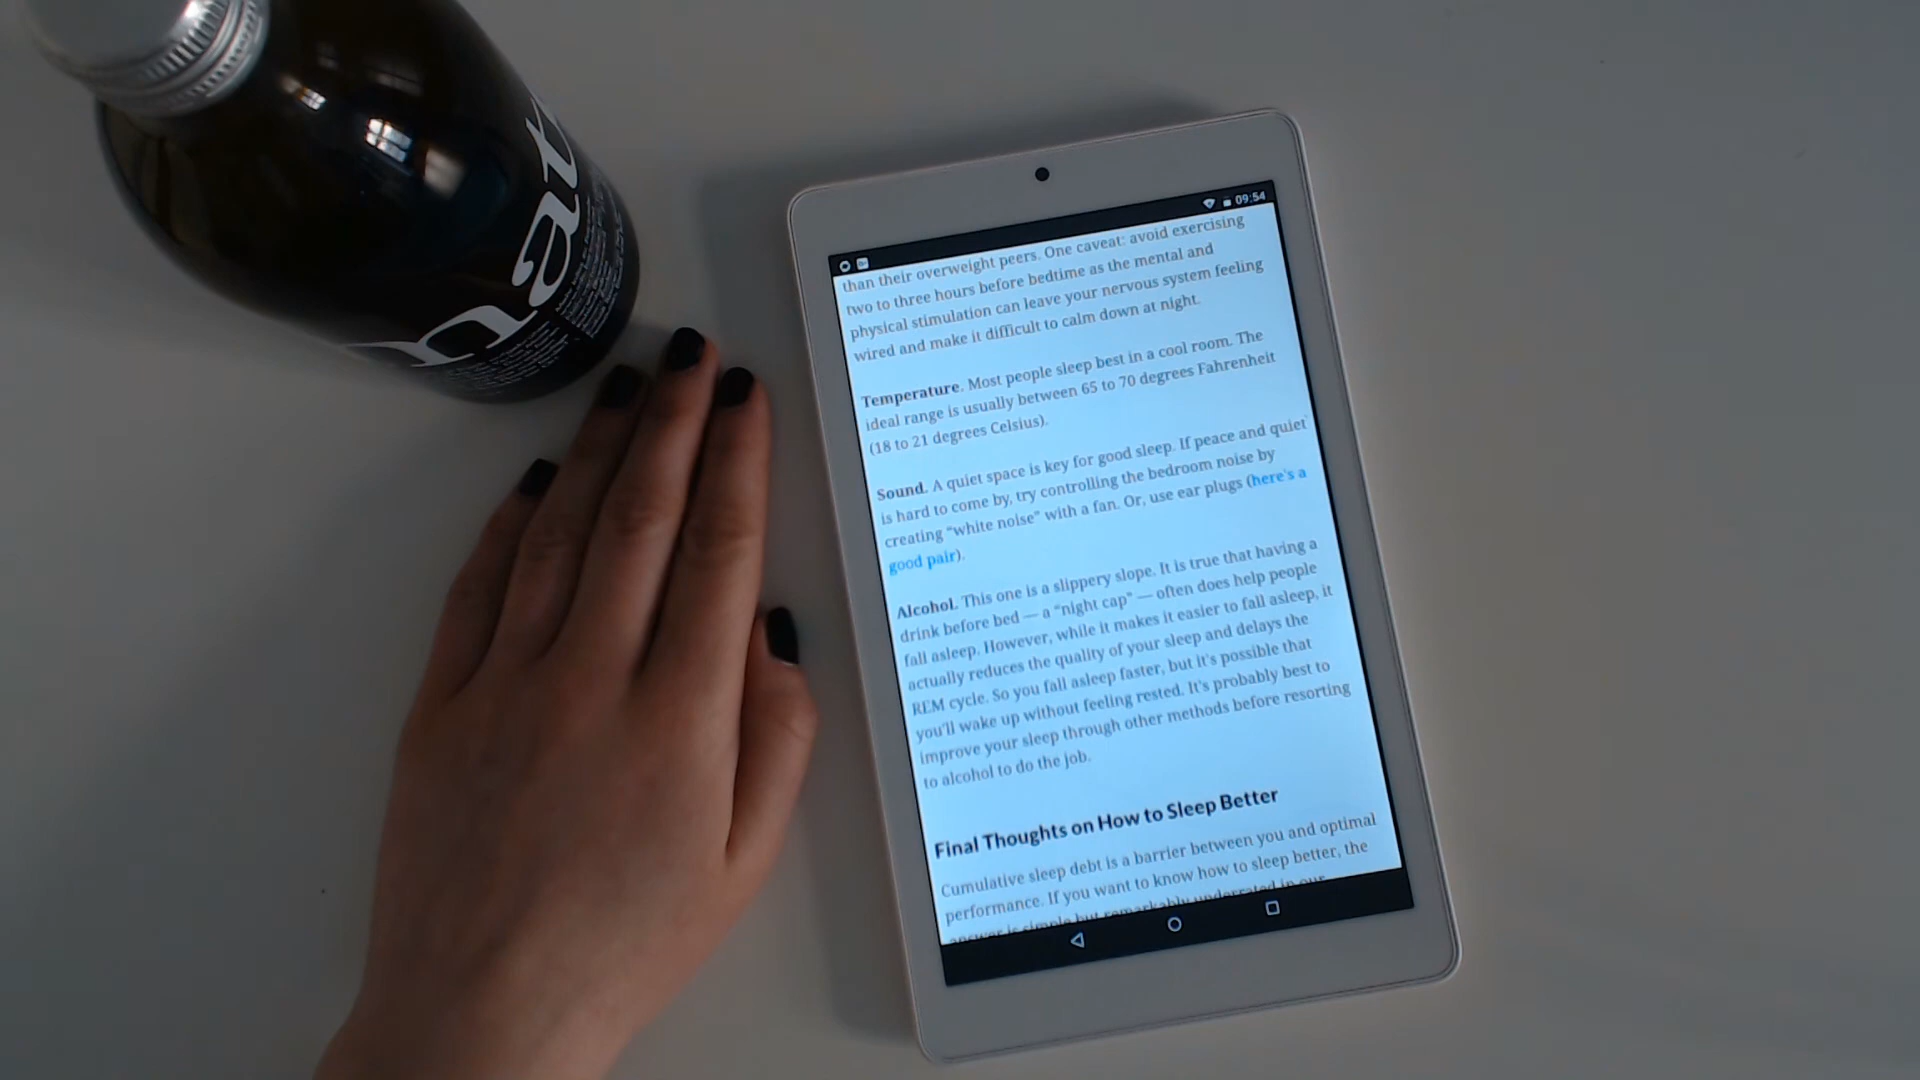 hat
09:54
than their overweight peers. One caveat: avoid exercising
two to three hours before bedtime as the mental and
physical stimulation can leave your nervous system feeling
wired and make it difficult to calm down at night.
Temperature. Most people sleep best in a cool room. The
ideal range is usually between 65 to 70 degrees Fahrenheit
(18 to 21 degrees Celsius).
Sound. A quiet space is key for good sleep. If peace and quiet
is hard to come by, try controlling the bedroom noise by
creating “white noise” with a fan. Or, use ear plugs (here's a
good pair).
Alcohol. This one is a slippery slope. It is true that having a
drink before bed — a “night cap” — often does help people
fall asleep. However, while it makes it easier to fall asleep, it
actually reduces the quality of your sleep and delays the
REM cycle. So you fall asleep faster, but it's possible that
you'll wake up without feeling rested. It's probably best to
improve your sleep through other methods before resorting
to alcohol to do the job.
Final Thoughts on How to Sleep Better
Cumulative sleep debt is a barrier between you and optimal
performance. If you want to know how to sleep better, the
answer is simple but remarkably underrated in our